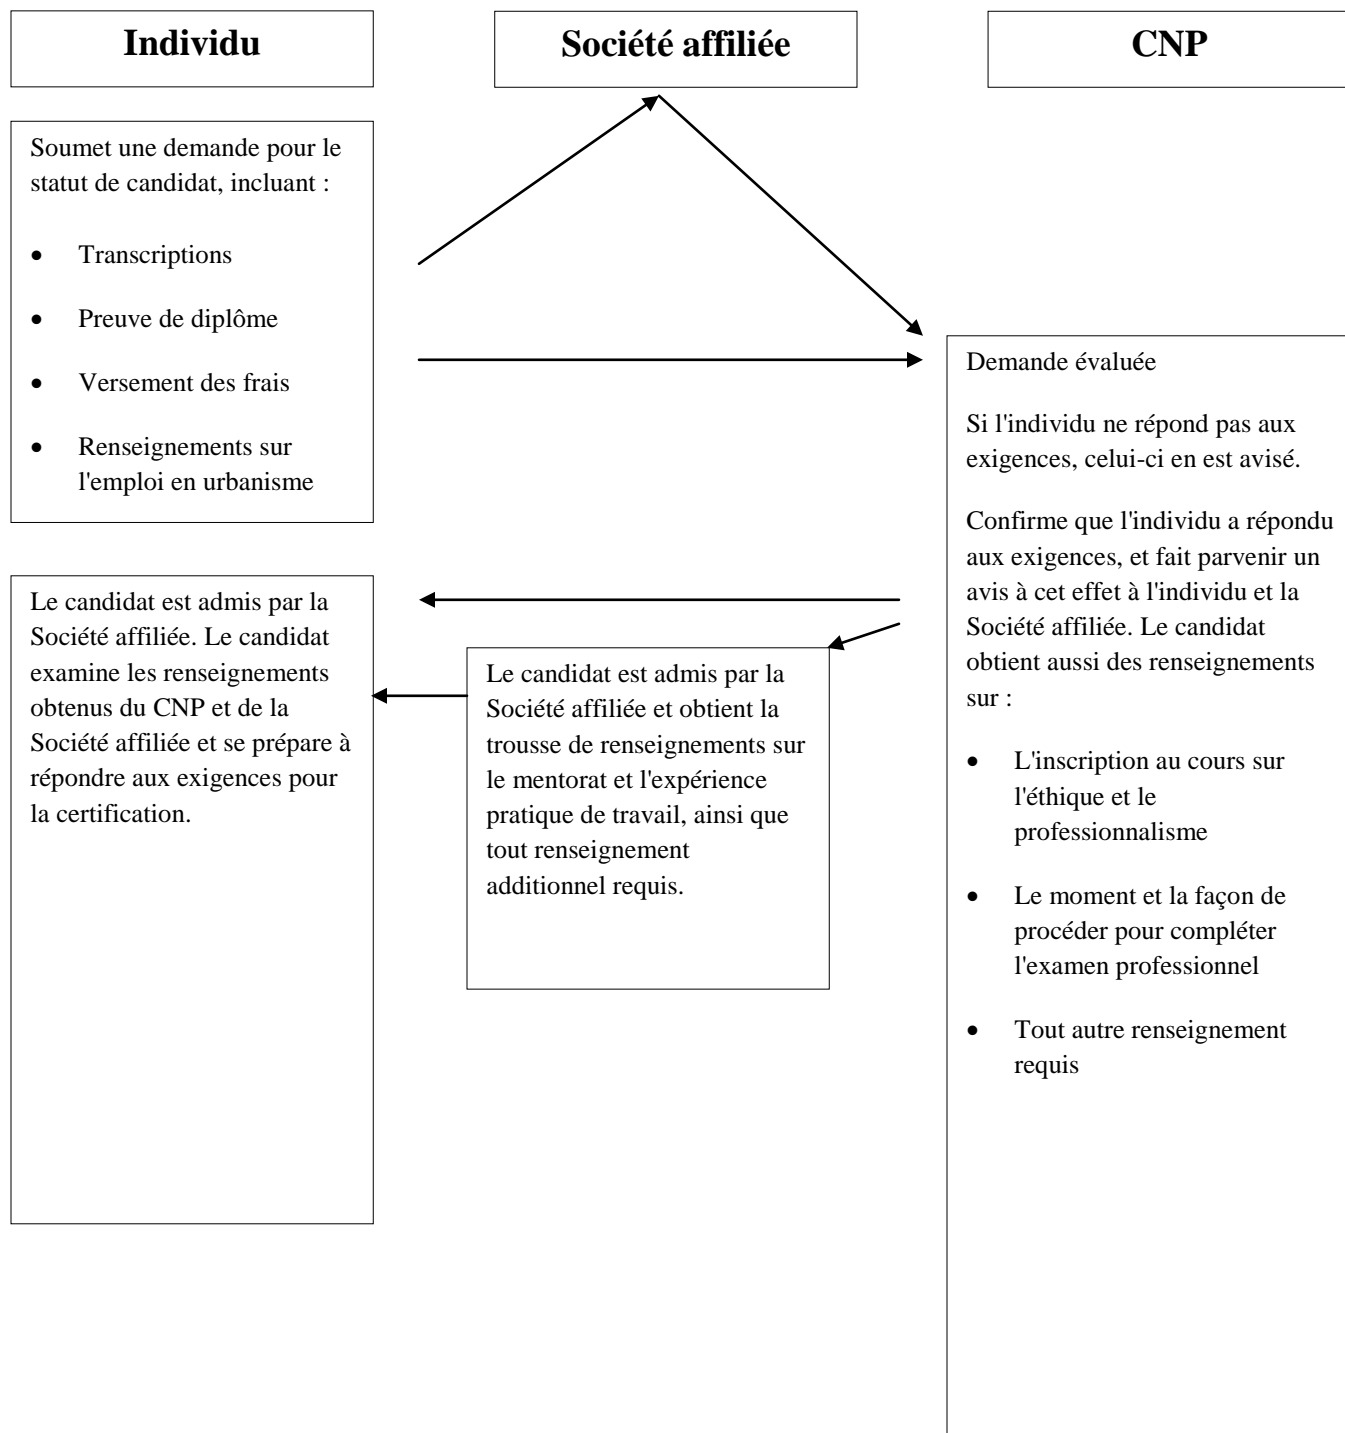 Individu
Société affiliée
CNP
Soumet une demande pour le
statut de candidat, incluant :
• Transcriptions
• Preuve de diplôme
• Versement des frais
• Renseignements sur
l'emploi en urbanisme
Demande évaluée
Si l'individu ne répond pas aux
exigences, celui-ci en est avisé.
Confirme que l'individu a répondu
aux exigences, et fait parvenir un
avis à cet effet à l'individu et la
Société affiliée. Le candidat
obtient aussi des renseignements
sur :
• L'inscription au cours sur
l'éthique et le
professionnalisme
• Le moment et la façon de
procéder pour compléter
l'examen professionnel
• Tout autre renseignement
requis
Le candidat est admis par la
Société affiliée et obtient la
trousse de renseignements sur
le mentorat et l'expérience
pratique de travail, ainsi que
tout renseignement
additionnel requis.
Le candidat est admis par la
Société affiliée. Le candidat
examine les renseignements
obtenus du CNP et de la
Société affiliée et se prépare à
répondre aux exigences pour
la certification.